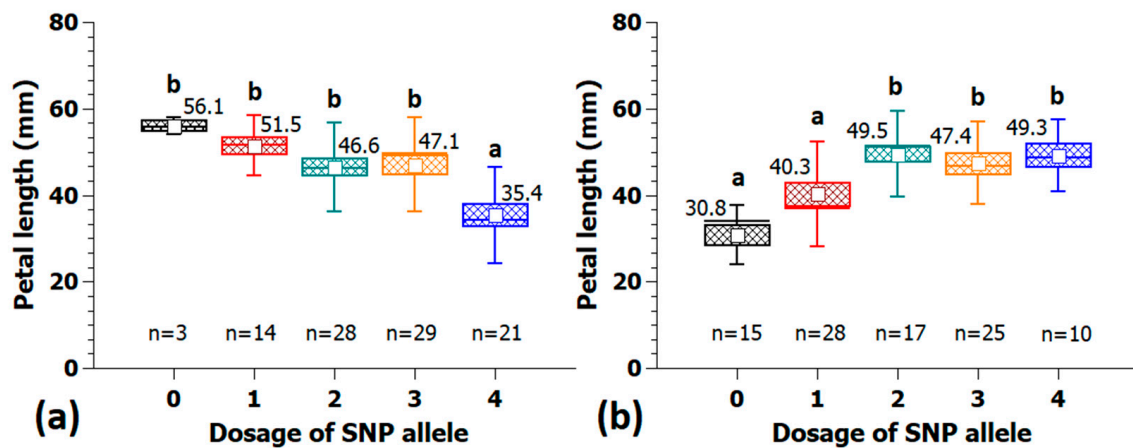 80
60
40
20
0
Petal length (mm)
b
b
b
b
a
56.1
51.5
46.6
47.1
35.4
n=3
n=14
n=28
n=29
n=21
0
1
2
3
4
Dosage of SNP allele
(a)
80
60
40
20
0
Petal length (mm)
a
a
b
b
b
30.8
40.3
49.5
47.4
49.3
n=15
n=28
n=17
n=25
n=10
0
1
2
3
4
Dosage of SNP allele
(b)